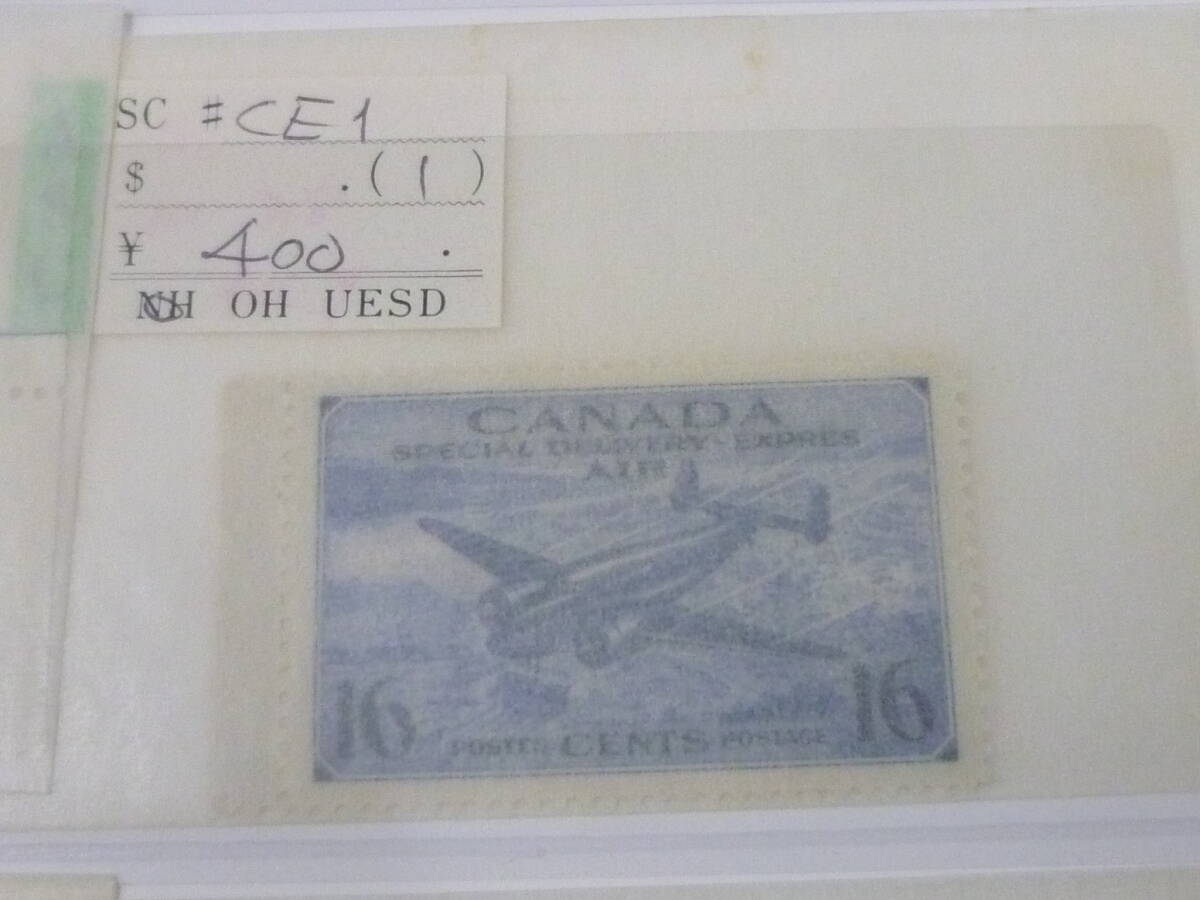 SC #CE1
$ .(1)
¥ 400 .
NH OH UESD
CANADA
SPECIAL DELIVERY - EXPRES
AIR
16 16
POSTES CENTS POSTAGE